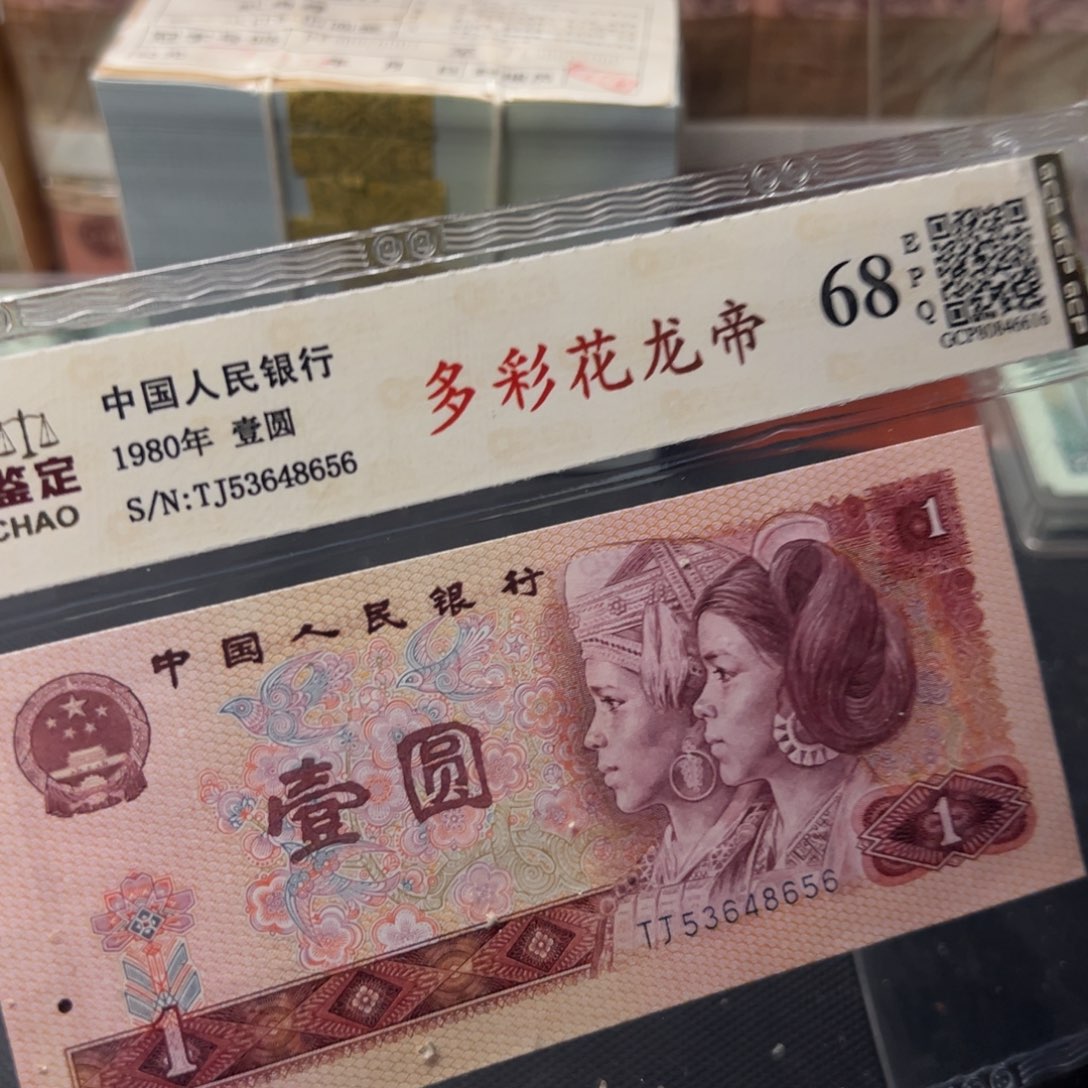 中国人民银行
1980年 壹圆
S/N:TJ53648656
鉴定
CHAO
多彩花龙帝
68
EPQ
中国人民银行
壹圆
1
1
TJ53648656
1